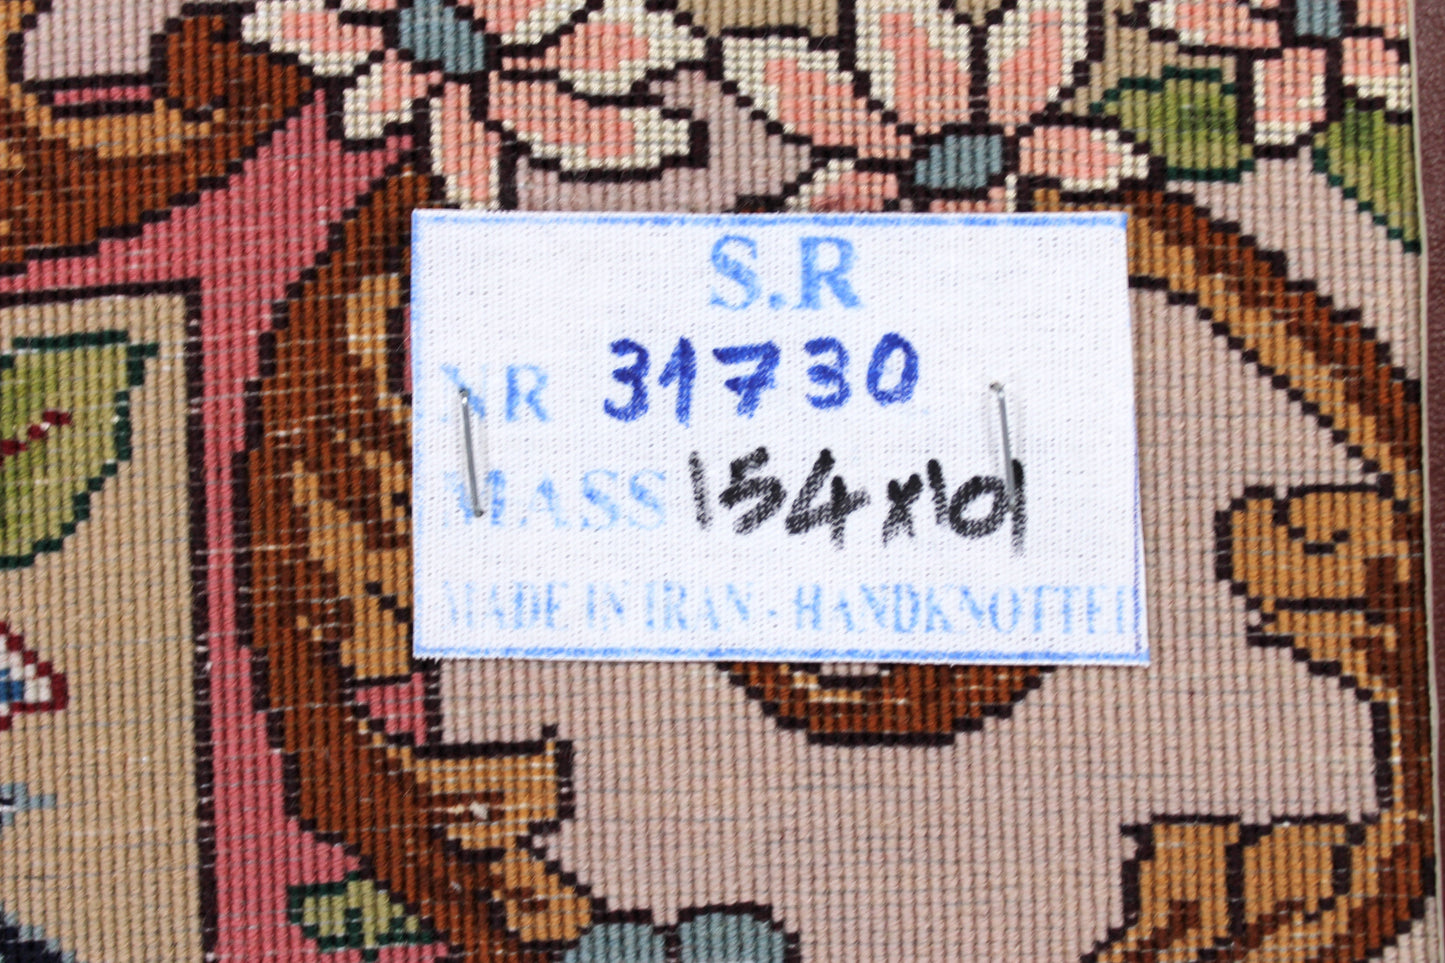 S.R
NR 31730
MASS 154x101
MADE IN IRAN - HANDKNOTTED